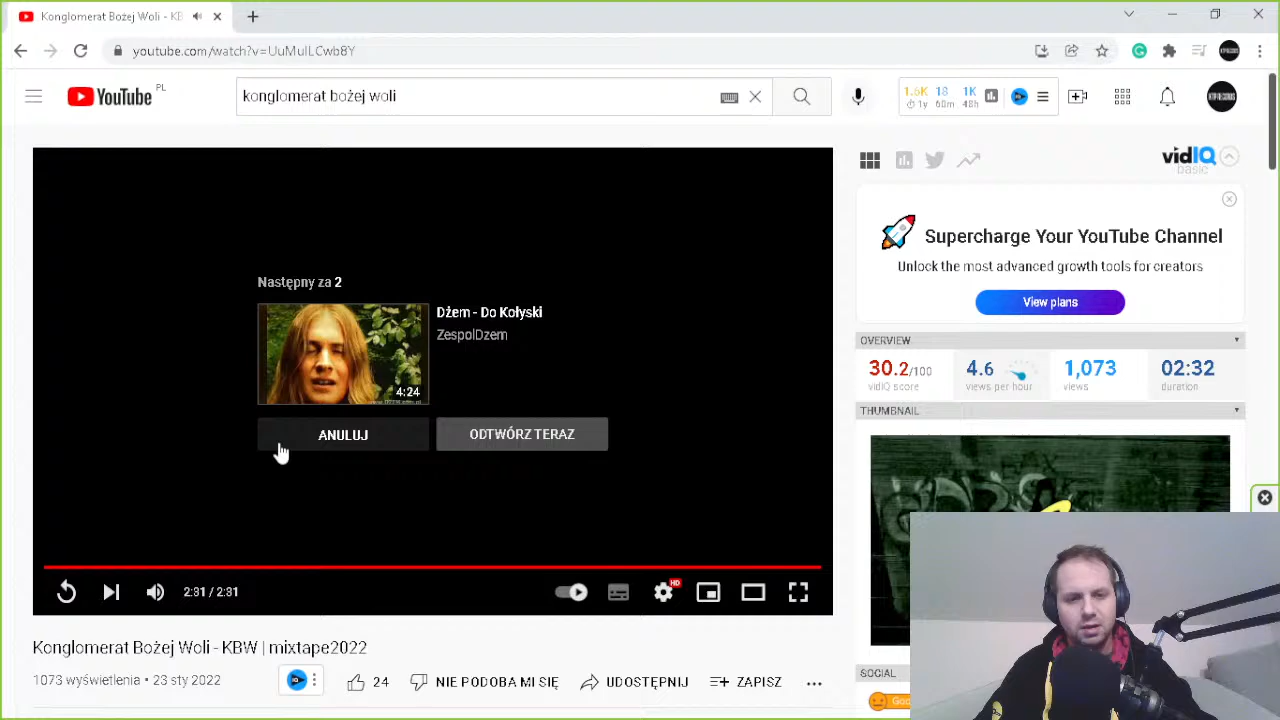 Konglomerat Bożej Woli - KB
youtube.com/watch?v=UuMuILCwb8Y
YouTube PL
konglomerat bożej woli
1.6K 18 1K
1y 60m 48h
vidIQ
basic
Następny za 2
Dżem - Do Kołyski
ZespolDzem
4:24
ANULUJ
ODTWÓRZ TERAZ
2:31 / 2:31
HD
Konglomerat Bożej Woli - KBW | mixtape2022
1073 wyświetlenia • 23 sty 2022
24
NIE PODOBA MI SIĘ
UDOSTĘPNIJ
ZAPISZ
Supercharge Your YouTube Channel
Unlock the most advanced growth tools for creators
View plans
OVERVIEW
30.2/100
vidIQ score
4.6
views per hour
1,073
views
02:32
duration
THUMBNAIL
SOCIAL